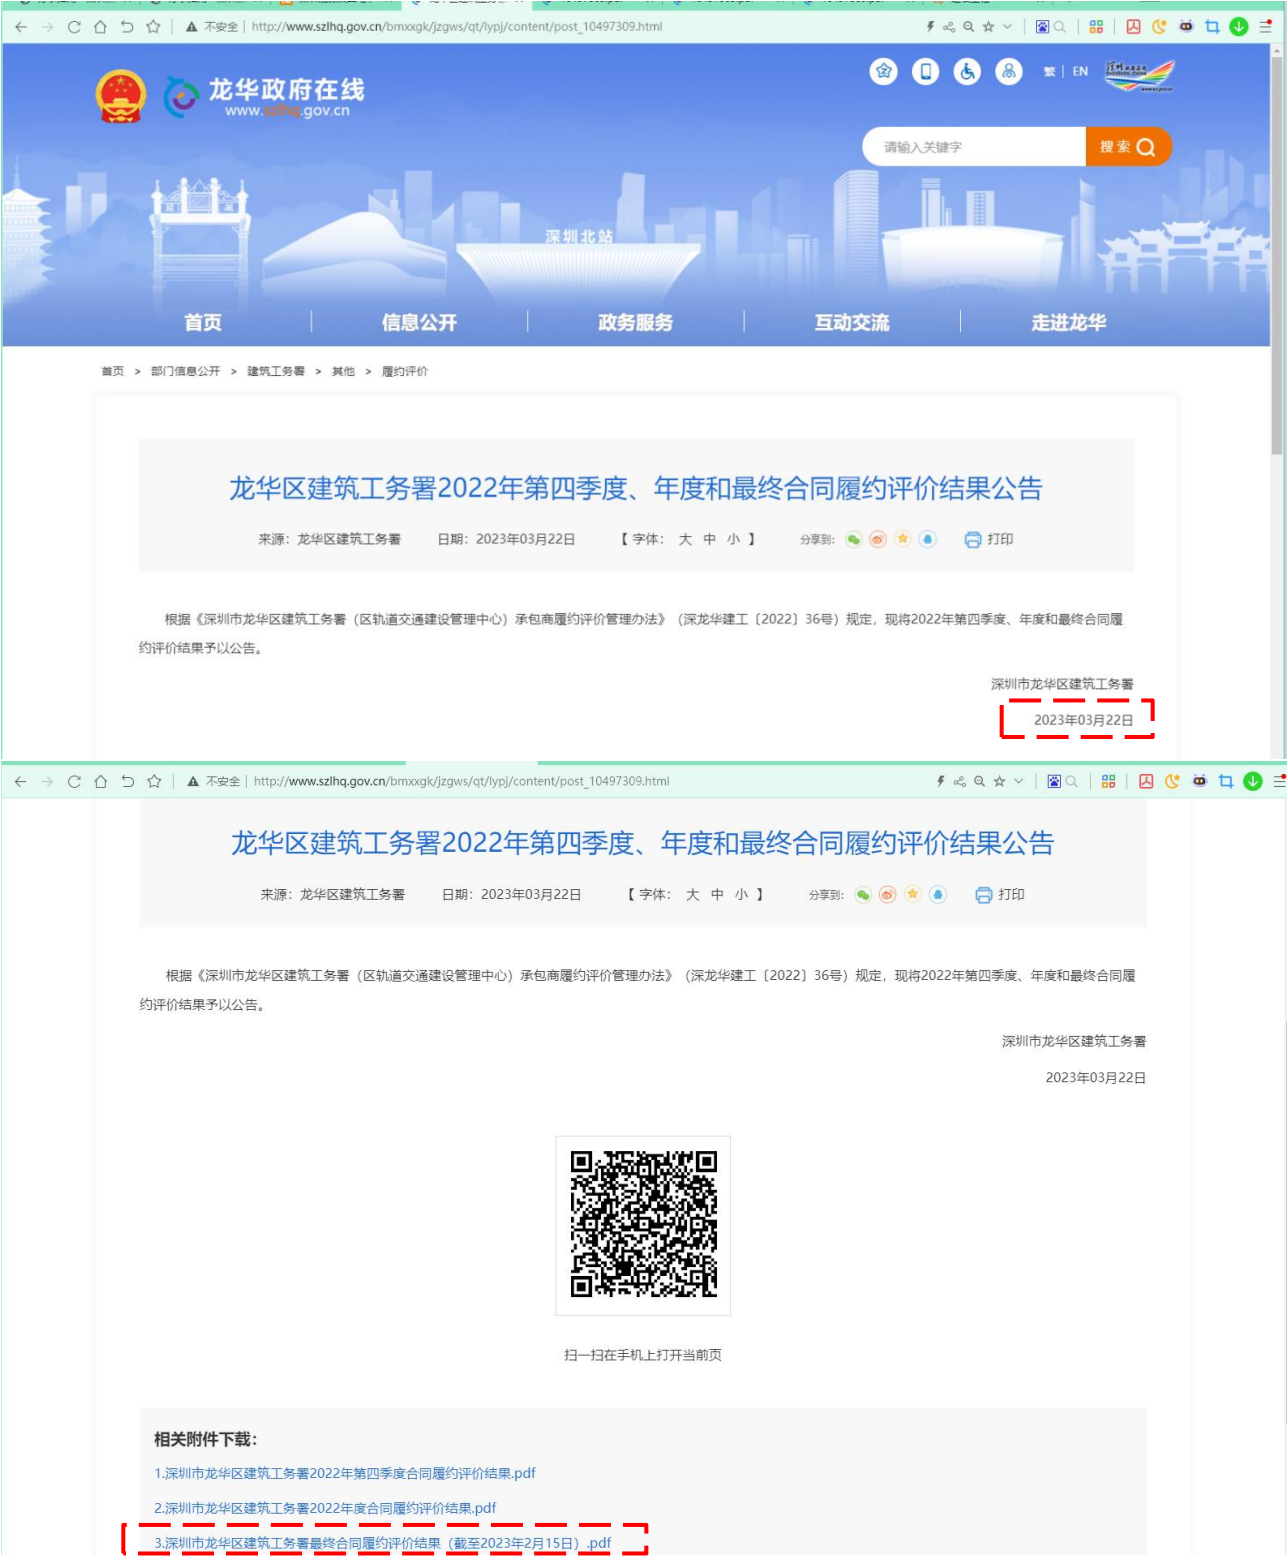 不安全 | http://www.szlhq.gov.cn/bmxxgk/jzgws/qt/lypj/content/post_10497309.html
龙华政府在线
www.szlhq.gov.cn
繁 | EN
请输入关键字
搜索
深圳北站
首页 信息公开 政务服务 互动交流 走进龙华
首页 > 部门信息公开 > 建筑工务署 > 其他 > 履约评价
龙华区建筑工务署2022年第四季度、年度和最终合同履约评价结果公告
来源：龙华区建筑工务署 日期：2023年03月22日 【 字体： 大 中 小 】 分享到： 打印
根据《深圳市龙华区建筑工务署（区轨道交通建设管理中心）承包商履约评价管理办法》（深龙华建工〔2022〕36号）规定，现将2022年第四季度、年度和最终合同履
约评价结果予以公告。
深圳市龙华区建筑工务署
2023年03月22日
不安全 | http://www.szlhq.gov.cn/bmxxgk/jzgws/qt/lypj/content/post_10497309.html
龙华区建筑工务署2022年第四季度、年度和最终合同履约评价结果公告
来源：龙华区建筑工务署 日期：2023年03月22日 【 字体： 大 中 小 】 分享到： 打印
根据《深圳市龙华区建筑工务署（区轨道交通建设管理中心）承包商履约评价管理办法》（深龙华建工〔2022〕36号）规定，现将2022年第四季度、年度和最终合同履
约评价结果予以公告。
深圳市龙华区建筑工务署
2023年03月22日
扫一扫在手机上打开当前页
相关附件下载：
1.深圳市龙华区建筑工务署2022年第四季度合同履约评价结果.pdf
2.深圳市龙华区建筑工务署2022年度合同履约评价结果.pdf
3.深圳市龙华区建筑工务署最终合同履约评价结果（截至2023年2月15日）.pdf